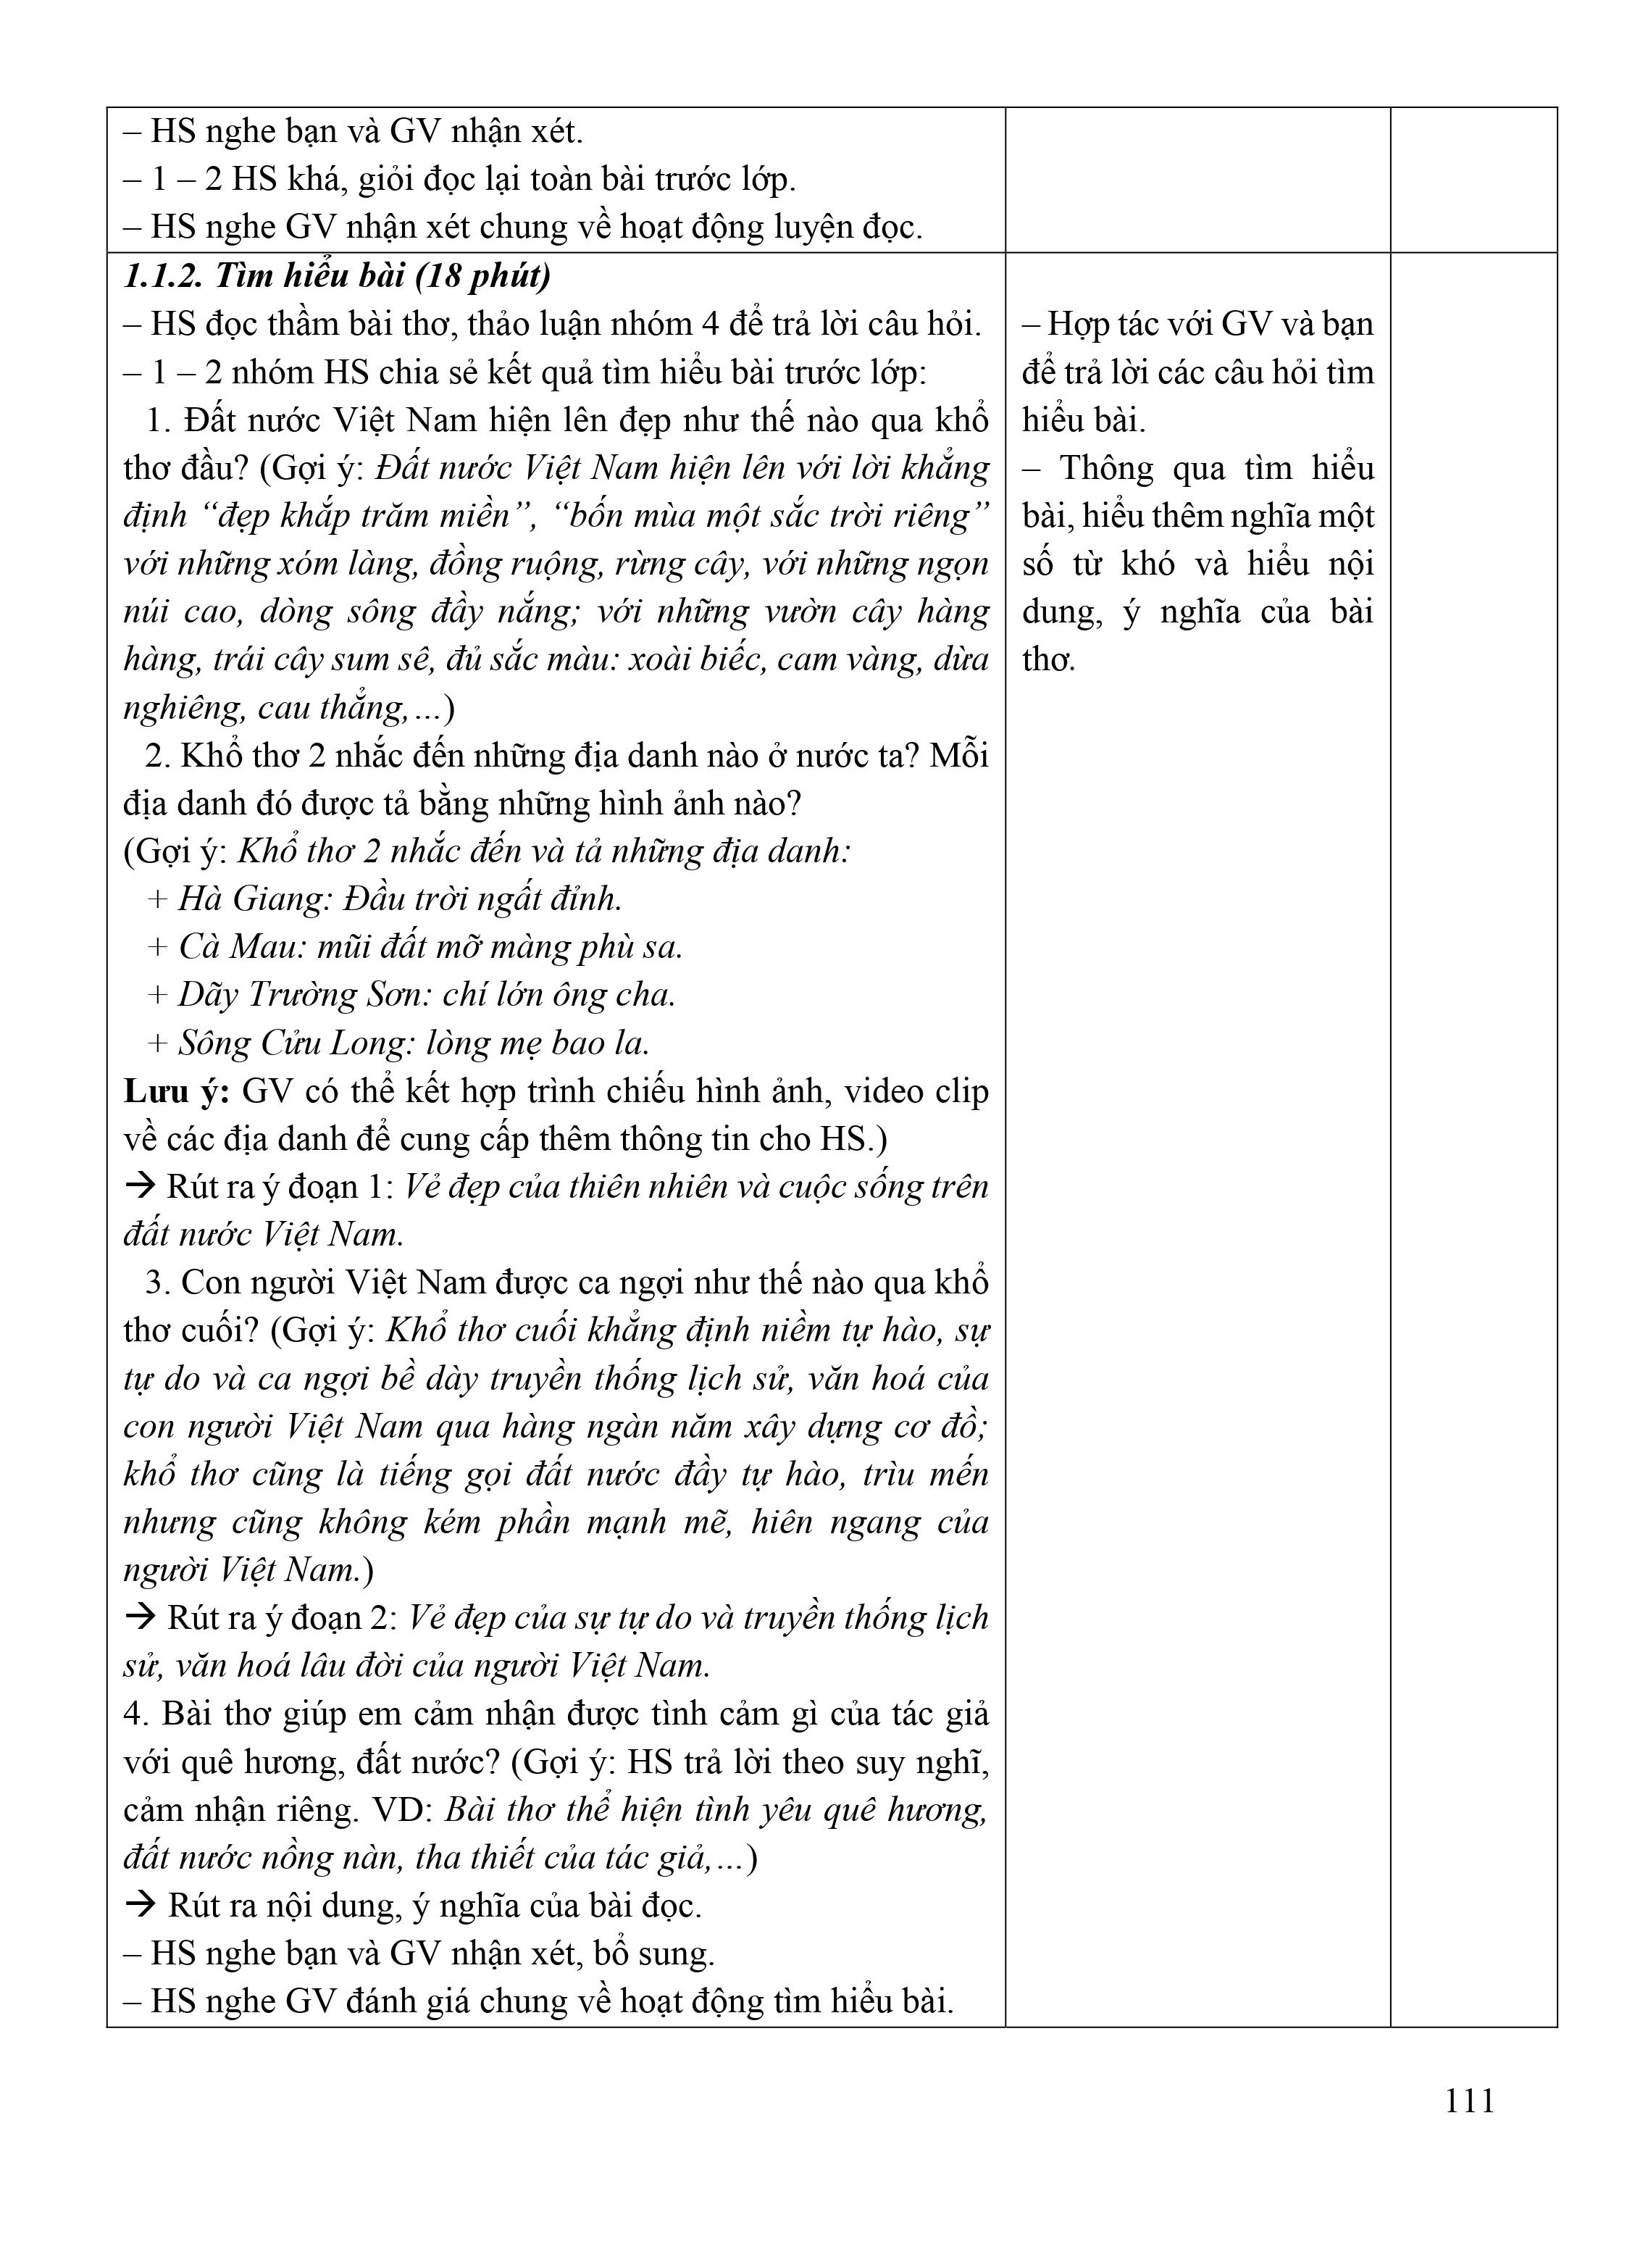 – HS nghe bạn và GV nhận xét.
– 1 – 2 HS khá, giỏi đọc lại toàn bài trước lớp.
– HS nghe GV nhận xét chung về hoạt động luyện đọc.
1.1.2. Tìm hiểu bài (18 phút)
– HS đọc thầm bài thơ, thảo luận nhóm 4 để trả lời câu hỏi.
– 1 – 2 nhóm HS chia sẻ kết quả tìm hiểu bài trước lớp:
1. Đất nước Việt Nam hiện lên đẹp như thế nào qua khổ
thơ đầu? (Gợi ý: Đất nước Việt Nam hiện lên với lời khẳng
định “đẹp khắp trăm miền”, “bốn mùa một sắc trời riêng”
với những xóm làng, đồng ruộng, rừng cây, với những ngọn
núi cao, dòng sông đầy nắng; với những vườn cây hàng
hàng, trái cây sum sê, đủ sắc màu: xoài biếc, cam vàng, dừa
nghiêng, cau thẳng,…)
2. Khổ thơ 2 nhắc đến những địa danh nào ở nước ta? Mỗi
địa danh đó được tả bằng những hình ảnh nào?
(Gợi ý: Khổ thơ 2 nhắc đến và tả những địa danh:
+ Hà Giang: Đầu trời ngất đỉnh.
+ Cà Mau: mũi đất mỡ màng phù sa.
+ Dãy Trường Sơn: chí lớn ông cha.
+ Sông Cửu Long: lòng mẹ bao la.
Lưu ý: GV có thể kết hợp trình chiếu hình ảnh, video clip
về các địa danh để cung cấp thêm thông tin cho HS.)
→ Rút ra ý đoạn 1: Vẻ đẹp của thiên nhiên và cuộc sống trên
đất nước Việt Nam.
3. Con người Việt Nam được ca ngợi như thế nào qua khổ
thơ cuối? (Gợi ý: Khổ thơ cuối khẳng định niềm tự hào, sự
tự do và ca ngợi bề dày truyền thống lịch sử, văn hoá của
con người Việt Nam qua hàng ngàn năm xây dựng cơ đồ;
khổ thơ cũng là tiếng gọi đất nước đầy tự hào, trìu mến
nhưng cũng không kém phần mạnh mẽ, hiên ngang của
người Việt Nam.)
→ Rút ra ý đoạn 2: Vẻ đẹp của sự tự do và truyền thống lịch
sử, văn hoá lâu đời của người Việt Nam.
4. Bài thơ giúp em cảm nhận được tình cảm gì của tác giả
với quê hương, đất nước? (Gợi ý: HS trả lời theo suy nghĩ,
cảm nhận riêng. VD: Bài thơ thể hiện tình yêu quê hương,
đất nước nồng nàn, tha thiết của tác giả,…)
→ Rút ra nội dung, ý nghĩa của bài đọc.
– HS nghe bạn và GV nhận xét, bổ sung.
– HS nghe GV đánh giá chung về hoạt động tìm hiểu bài.
– Hợp tác với GV và bạn
để trả lời các câu hỏi tìm
hiểu bài.
– Thông qua tìm hiểu
bài, hiểu thêm nghĩa một
số từ khó và hiểu nội
dung, ý nghĩa của bài
thơ.
111